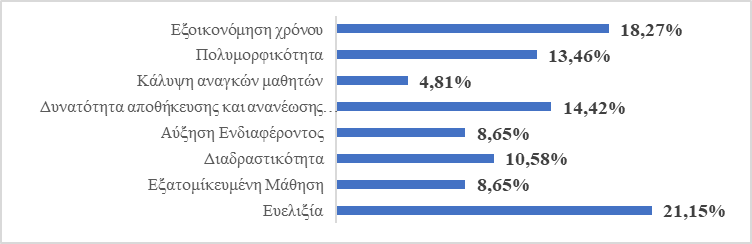 Εξοικονόμηση χρόνου 18,27%
Πολυμορφικότητα 13,46%
Κάλυψη αναγκών μαθητών 4,81%
Δυνατότητα αποθήκευσης και ανανέωσης… 14,42%
Αύξηση Ενδιαφέροντος 8,65%
Διαδραστικότητα 10,58%
Εξατομίκευμένη Μάθηση 8,65%
Ευελιξία 21,15%